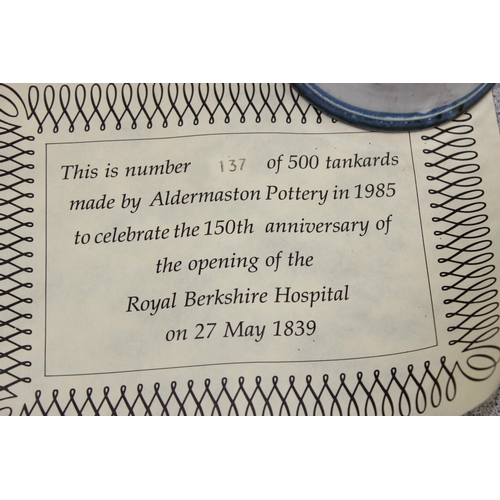 This is number 137 of 500 tankards
made by Aldermaston Pottery in 1985
to celebrate the 150th anniversary of
the opening of the
Royal Berkshire Hospital
on 27 May 1839